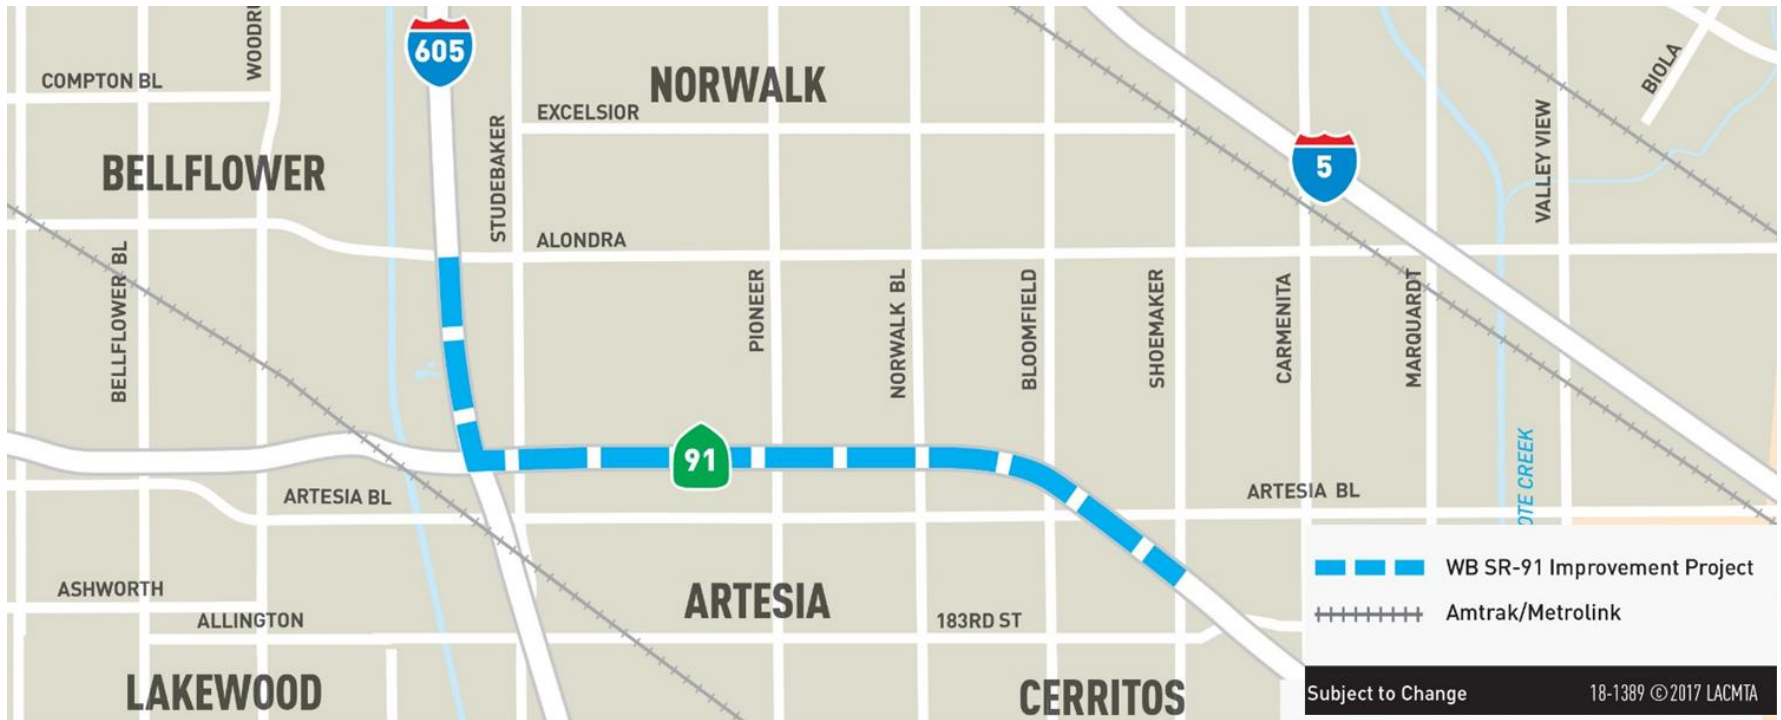 WOODRU
605
COMPTON BL
NORWALK
BIOLA
EXCELSIOR
STUDEBAKER
VALLEY VIEW
BELLFLOWER
5
ALONDRA
BELLFLOWER BL
PIONEER
NORWALK BL
BLOOMFIELD
SHOEMAKER
CARMENITA
MARQUARDT
91
ARTESIA BL
ARTESIA BL
OTE CREEK
WB SR-91 Improvement Project
Amtrak/Metrolink
ASHWORTH
ALLINGTON
ARTESIA
183RD ST
LAKEWOOD
CERRITOS
Subject to Change
18-1389 ©2017 LACMTA